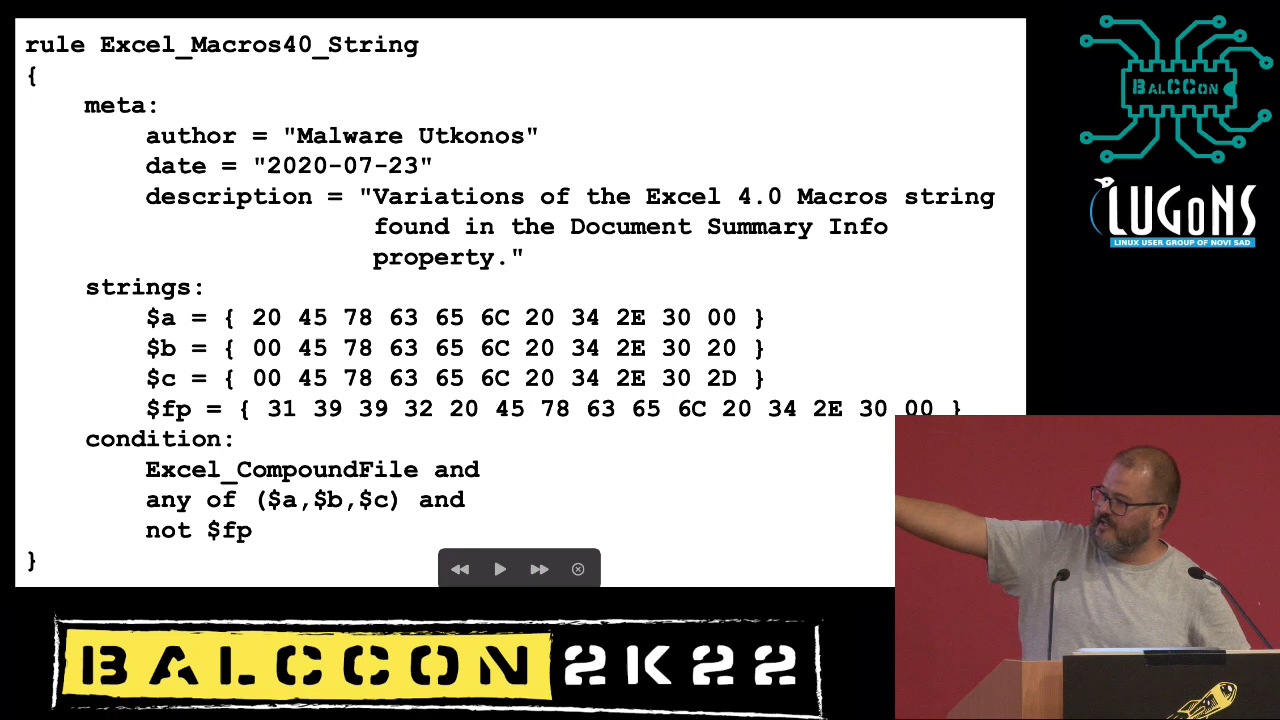 rule Excel_Macros40_String
{
meta:
author = "Malware Utkonos"
date = "2020-07-23"
description = "Variations of the Excel 4.0 Macros string
found in the Document Summary Info
property."
strings:
$a = { 20 45 78 63 65 6C 20 34 2E 30 00 }
$b = { 00 45 78 63 65 6C 20 34 2E 30 20 }
$c = { 00 45 78 63 65 6C 20 34 2E 30 2D }
$fp = { 31 39 39 32 20 45 78 63 65 6C 20 34 2E 30 00 }
condition:
Excel_CompoundFile and
any of ($a,$b,$c) and
not $fp
}
BALCCON
LUGONS
LINUX USER GROUP OF NOVI SAD
BALCCON 2K22